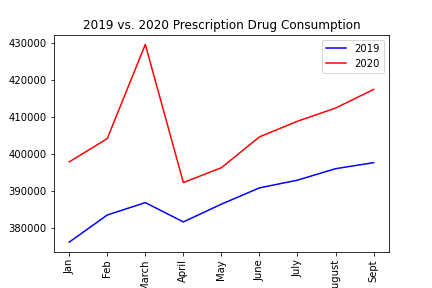 2019 vs. 2020 Prescription Drug Consumption
2019
2020
430000
420000
410000
400000
390000
380000
Jan
Feb
March
April
May
June
July
ugust
Sept